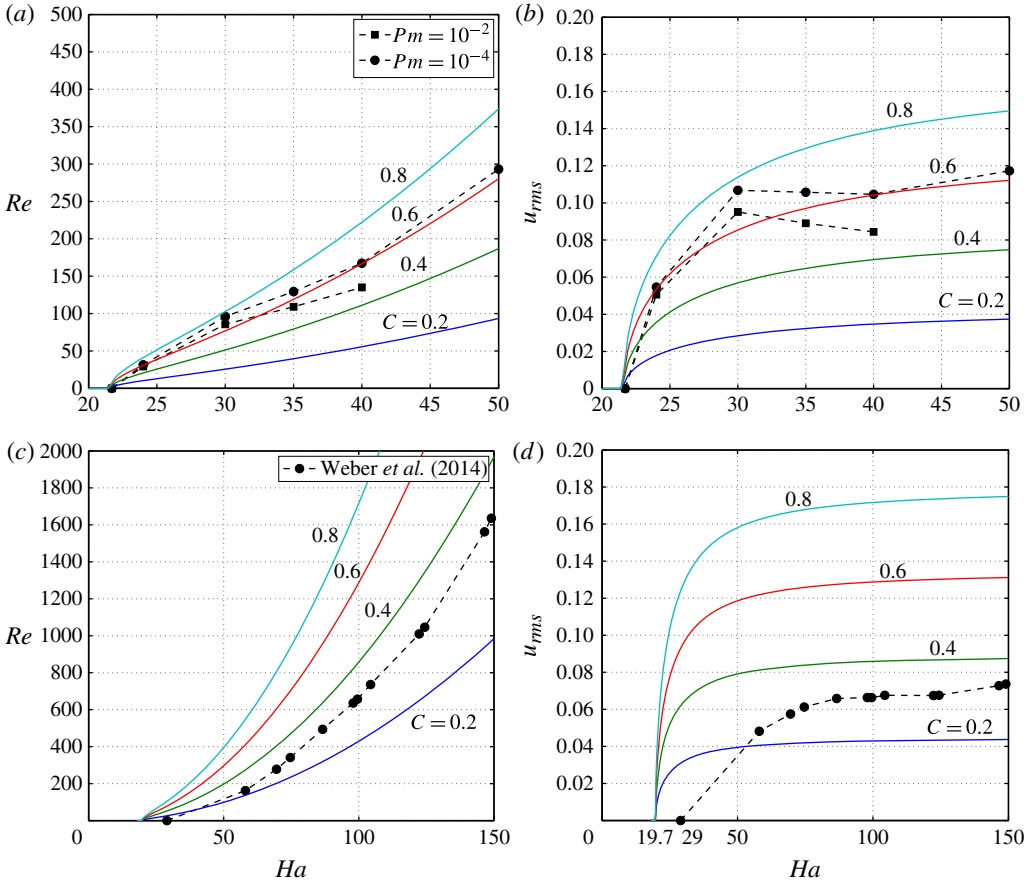 (a)
500
450
400
350
300
250
200
150
100
50
0
Re
Pm = 10⁻²
Pm = 10⁻⁴
0.8
0.6
0.4
C = 0.2
20 25 30 35 40 45 50
(b)
0.20
0.18
0.16
0.14
0.12
0.10
0.08
0.06
0.04
0.02
0
u_rms
0.8
0.6
0.4
C = 0.2
20 25 30 35 40 45 50
(c)
2000
1800
1600
1400
1200
1000
800
600
400
200
Re
Weber et al. (2014)
0.8
0.6
0.4
C = 0.2
0 50 100 150
Ha
(d)
0.20
0.18
0.16
0.14
0.12
0.10
0.08
0.06
0.04
0.02
u_rms
0.8
0.6
0.4
C = 0.2
0 19.7 29 50 100 150
Ha